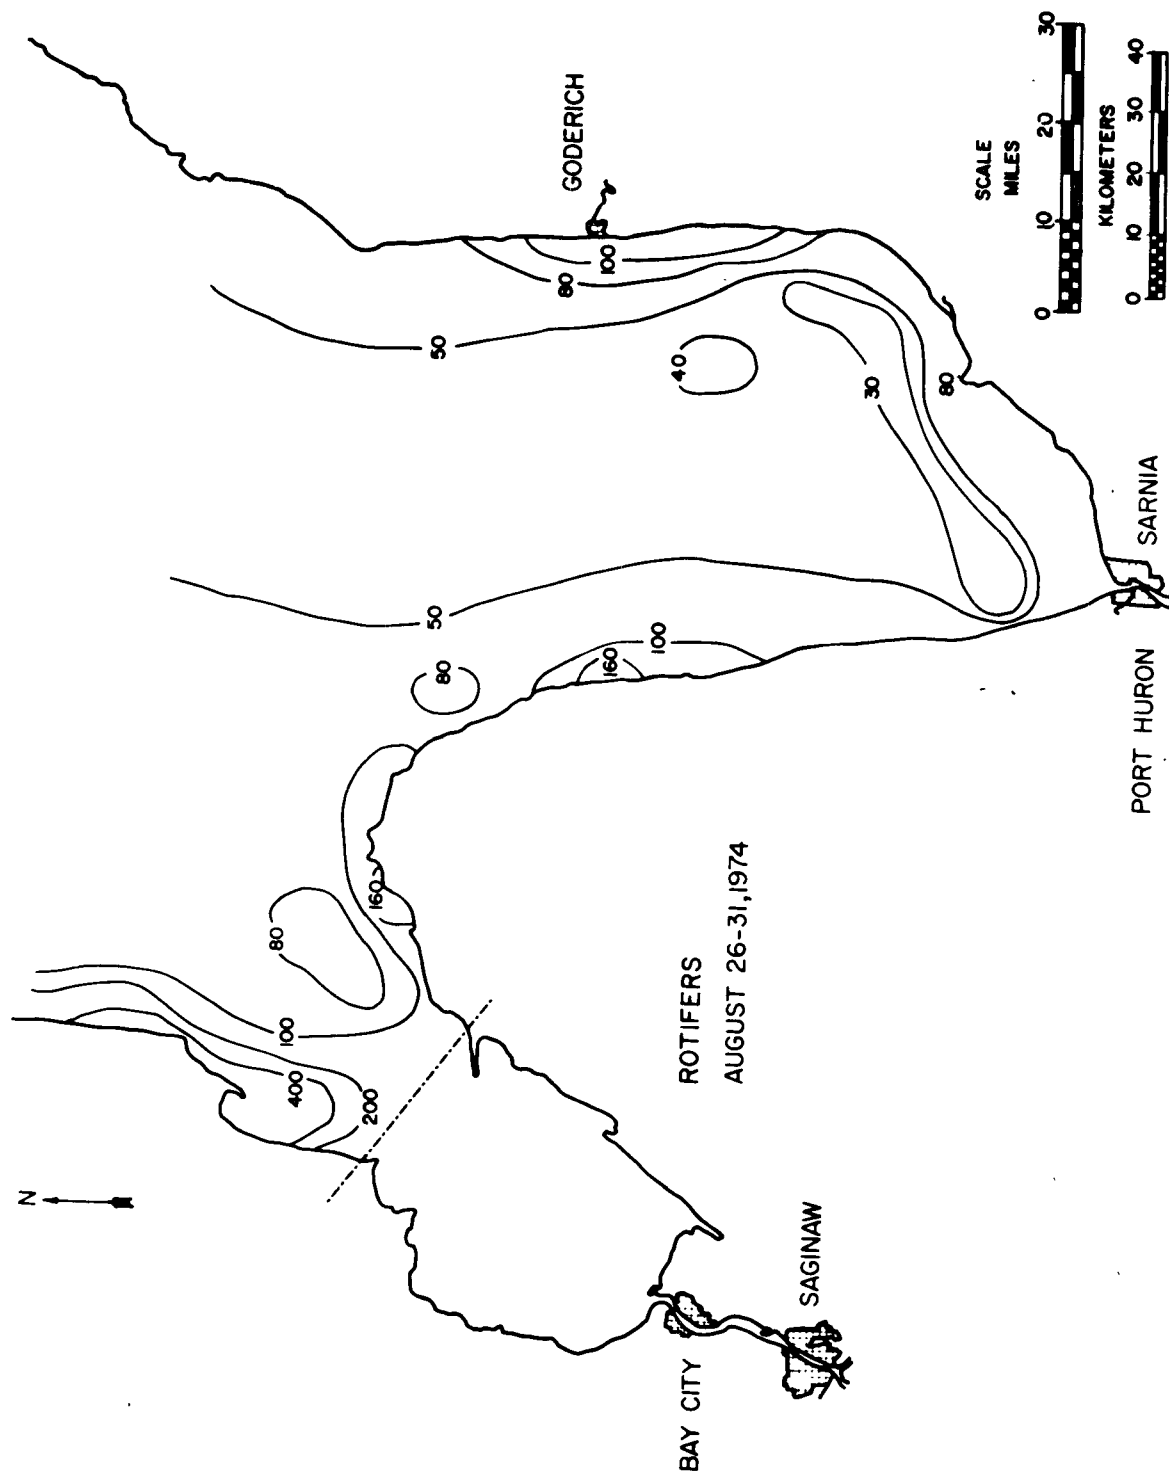 N
400
200
100
80
160
80
50
160
100
50
80
100
GODERICH
40
30
80
SCALE
MILES
0 10 20 30
KILOMETERS
0 10 20 30 40
ROTIFERS
AUGUST 26-31,1974
BAY CITY
SAGINAW
PORT HURON
SARNIA